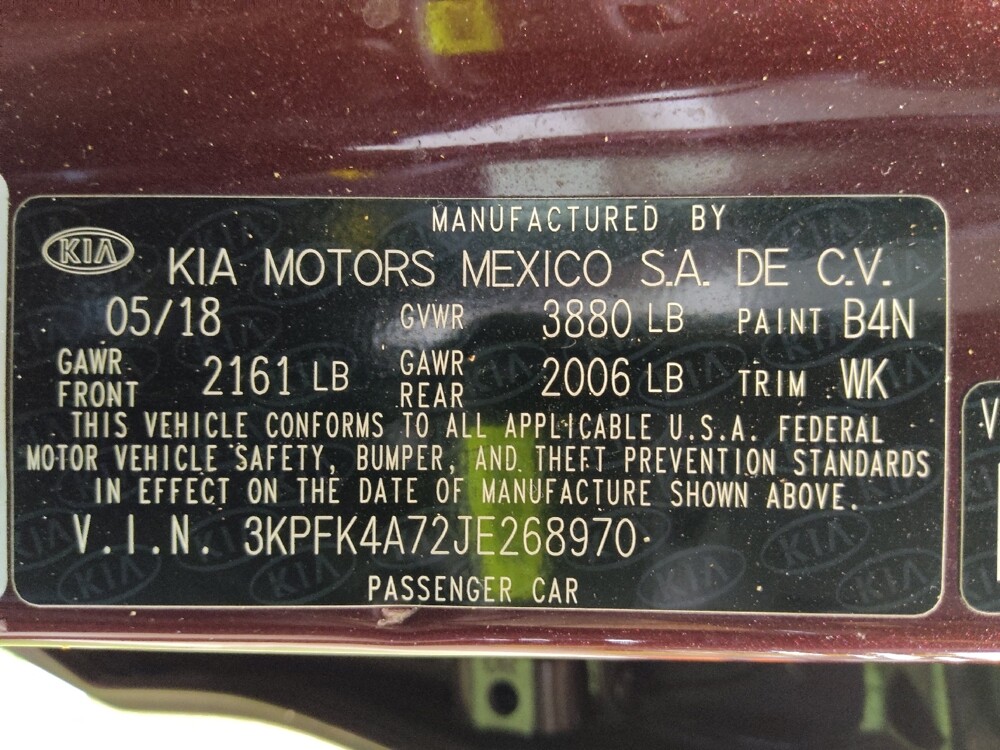 MANUFACTURED BY
KIA KIA MOTORS MEXICO S.A. DE C.V.
05/18 GVWR 3880 LB PAINT B4N
GAWR FRONT 2161 LB GAWR REAR 2006 LB TRIM WK
THIS VEHICLE CONFORMS TO ALL APPLICABLE U.S.A. FEDERAL
MOTOR VEHICLE SAFETY, BUMPER, AND THEFT PREVENTION STANDARDS
IN EFFECT ON THE DATE OF MANUFACTURE SHOWN ABOVE.
V.I.N. 3KPFK4A72JE268970
PASSENGER CAR